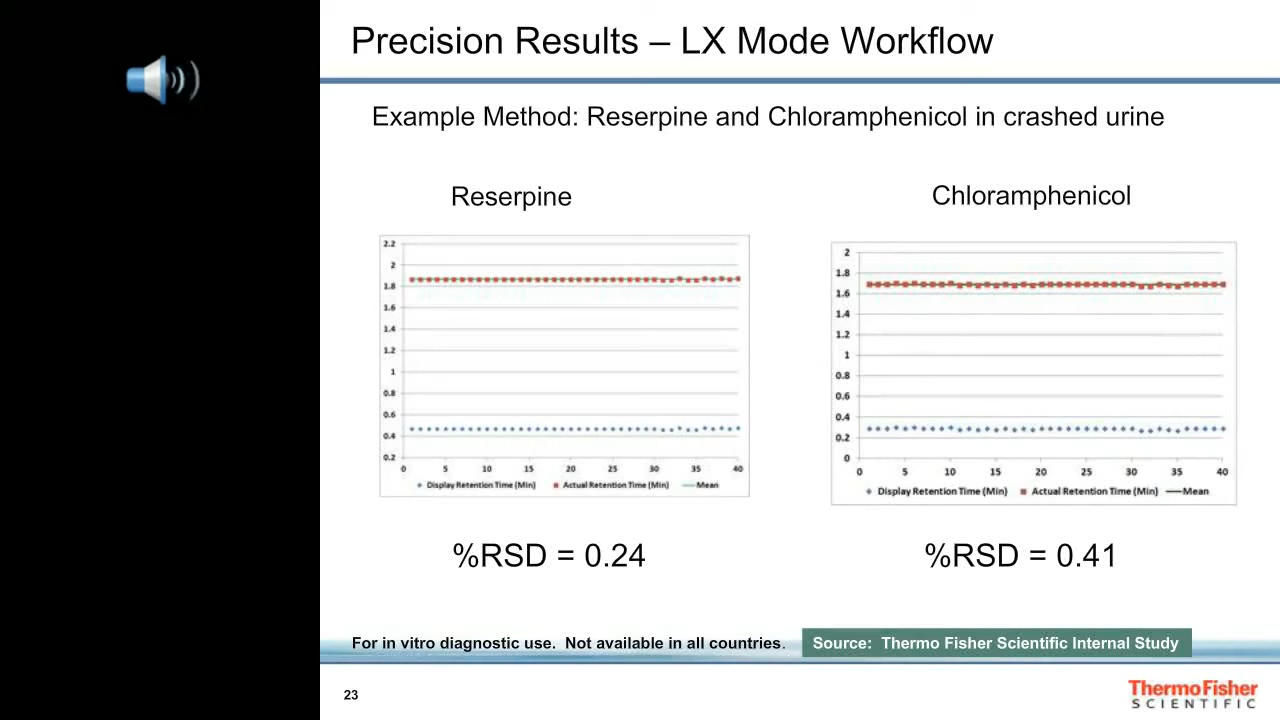 Precision Results – LX Mode Workflow
Example Method: Reserpine and Chloramphenicol in crashed urine
Reserpine
2.2
2
1.8
1.6
1.4
1.2
1
0.8
0.6
0.4
0.2
0 5 10 15 20 25 30 35 40
Display Retention Time (Min) Actual Retention Time (Min) Mean
%RSD = 0.24
Chloramphenicol
2
1.8
1.6
1.4
1.2
1
0.8
0.6
0.4
0.2
0
0 5 10 15 20 25 30 35 40
Display Retention Time (Min) Actual Retention Time (Min) Mean
%RSD = 0.41
For in vitro diagnostic use. Not available in all countries.
Source: Thermo Fisher Scientific Internal Study
23
ThermoFisher
SCIENTIFIC